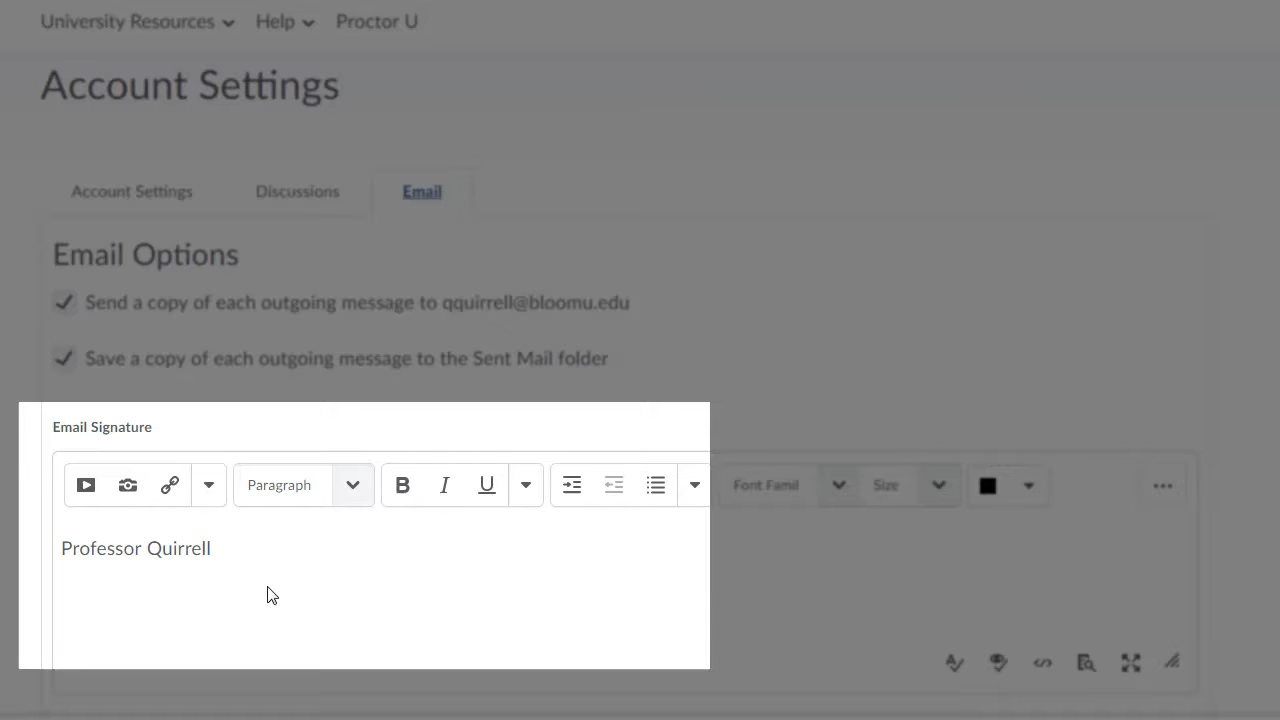 University Resources Help Proctor U
Account Settings
Account Settings Discussions Email
Email Options
Send a copy of each outgoing message to qquirrell@bloomu.edu
Save a copy of each outgoing message to the Sent Mail folder
Email Signature
Paragraph B I U Font Famil Size
Professor Quirrell